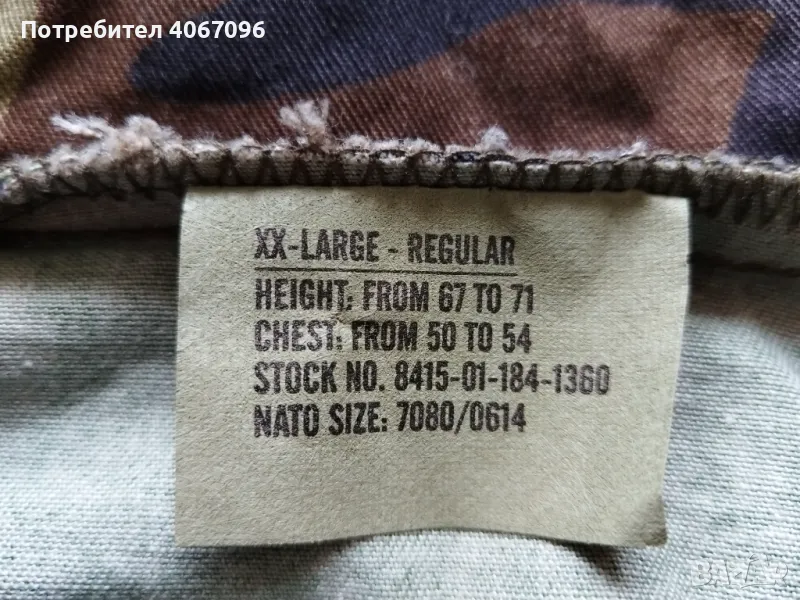 Потребител 4067096
XX-LARGE - REGULAR
HEIGHT: FROM 67 TO 71
CHEST: FROM 50 TO 54
STOCK NO. 8415-01-184-1360
NATO SIZE: 7080/0614